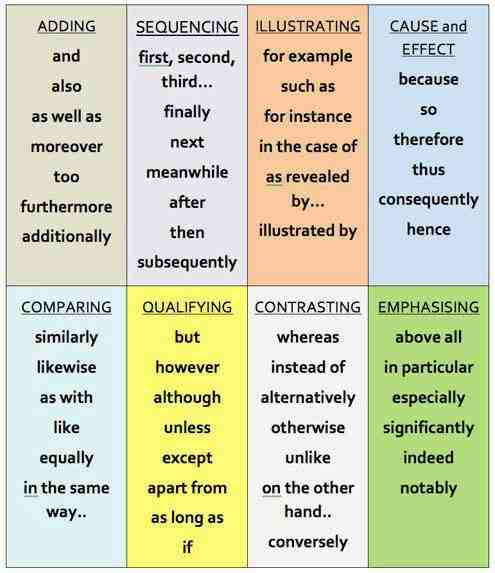 ADDING
and
also
as well as
moreover
too
furthermore
additionally
SEQUENCING
first, second,
third...
finally
next
meanwhile
after
then
subsequently
ILLUSTRATING
for example
such as
for instance
in the case of
as revealed
by...
illustrated by
CAUSE and
EFFECT
because
so
therefore
thus
consequently
hence
COMPARING
similarly
likewise
as with
like
equally
in the same
way..
QUALIFYING
but
however
although
unless
except
apart from
as long as
if
CONTRASTING
whereas
instead of
alternatively
otherwise
unlike
on the other
hand..
conversely
EMPHASISING
above all
in particular
especially
significantly
indeed
notably